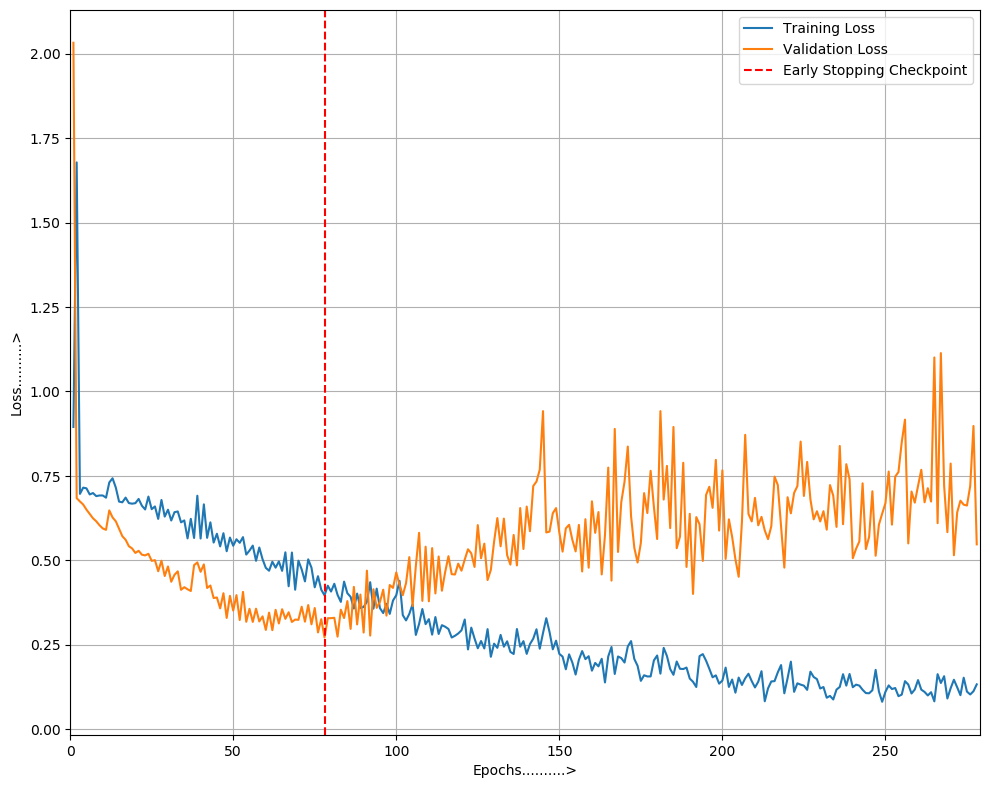 Training Loss
Validation Loss
Early Stopping Checkpoint
2.00
1.75
1.50
1.25
1.00
0.75
0.50
0.25
0.00
Loss..........>
0 50 100 150 200 250
Epochs..........>